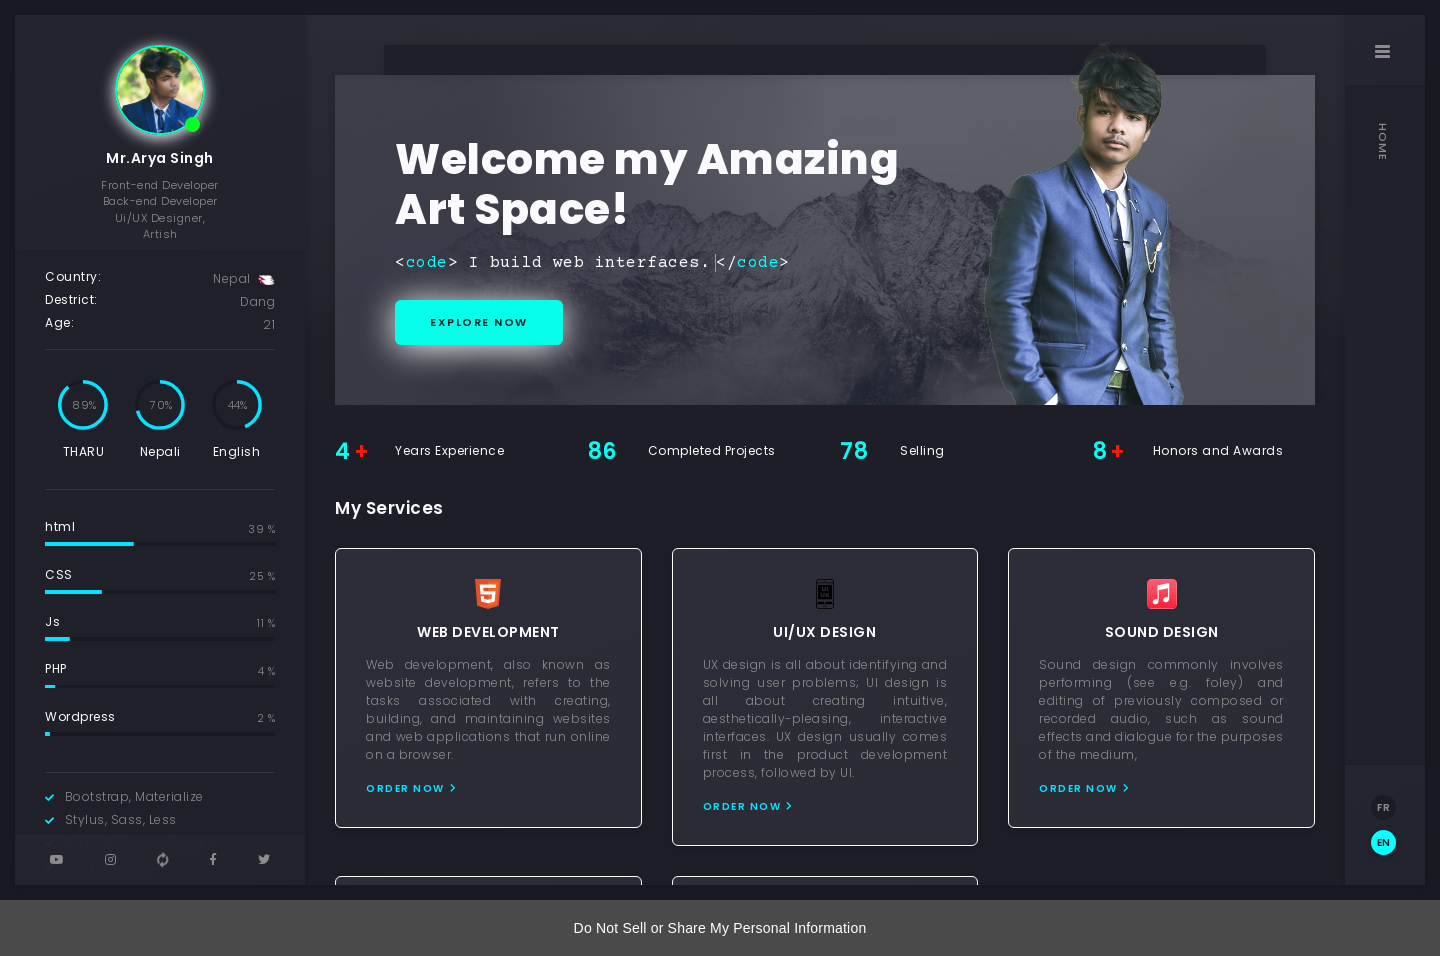 Mr.Arya Singh
Front-end Developer
Back-end Developer
Ui/UX Designer,
Artish
Country:
Nepal
Destrict:
Dang
Age:
21
89%
70%
44%
THARU
Nepali
English
html
39 %
CSS
25 %
Js
11 %
PHP
4 %
Wordpress
2 %
Bootstrap, Materialize
Stylus, Sass, Less
Welcome my Amazing
Art Space!
<code> I build web interfaces. </code>
EXPLORE NOW
4 +
Years Experience
86
Completed Projects
78
Selling
8 +
Honors and Awards
My Services
WEB DEVELOPMENT
Web development, also known as
website development, refers to the
tasks associated with creating,
building, and maintaining websites
and web applications that run online
on a browser.
ORDER NOW
UI
UX
UI/UX DESIGN
UX design is all about identifying and
solving user problems; UI design is
all about creating intuitive,
aesthetically-pleasing, interactive
interfaces. UX design usually comes
first in the product development
process, followed by UI.
ORDER NOW
SOUND DESIGN
Sound design commonly involves
performing (see e.g. foley) and
editing of previously composed or
recorded audio, such as sound
effects and dialogue for the purposes
of the medium,
ORDER NOW
HOME
FR
EN
Do Not Sell or Share My Personal Information